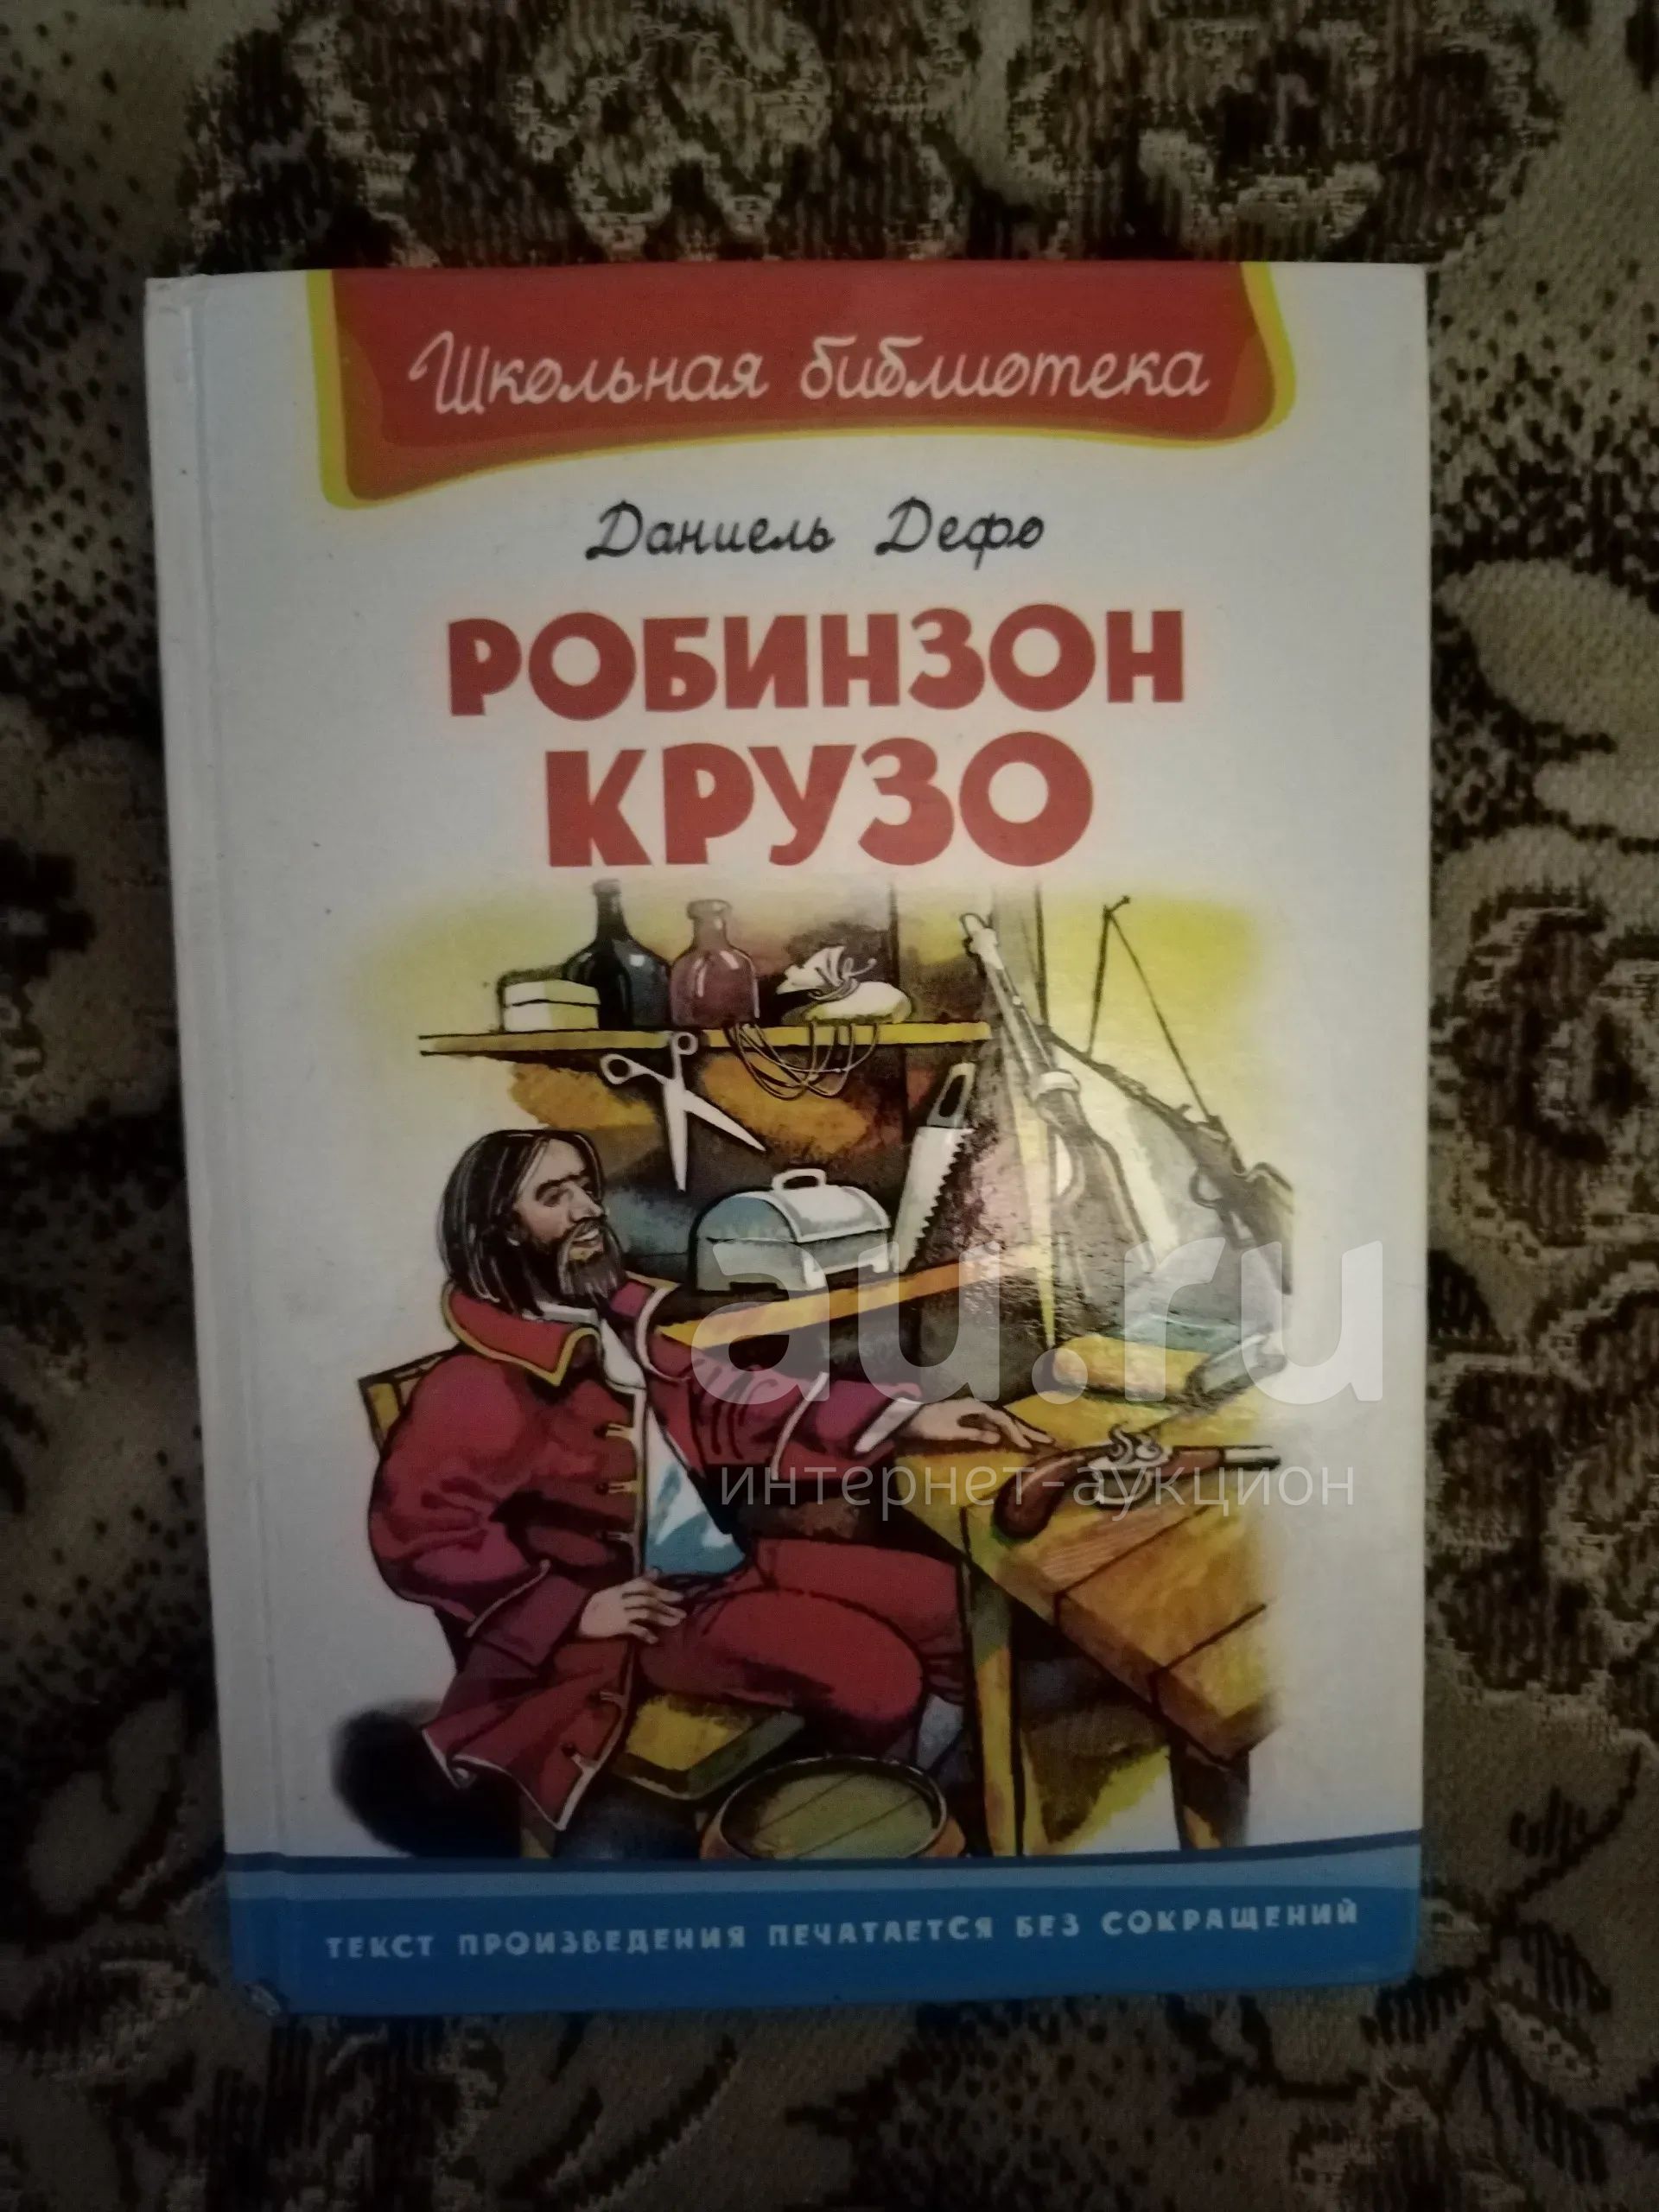 Школьная библиотека
Даниель Дефо
РОБИНЗОН
КРУЗО
au.ru
интернет-аукцион
ТЕКСТ ПРОИЗВЕДЕНИЯ ПЕЧАТАЕТСЯ БЕЗ СОКРАЩЕНИЙ